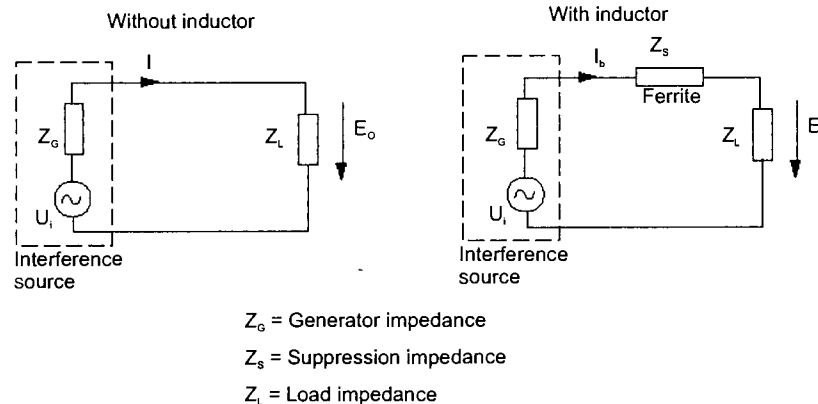 Without inductor
I
Z_G
U_i
Z_L
E_O
Interference
source
With inductor
I_b
Z_S
Ferrite
Z_G
U_i
Z_L
E
Interference
source
Z_G = Generator impedance
Z_S = Suppression impedance
Z_L = Load impedance